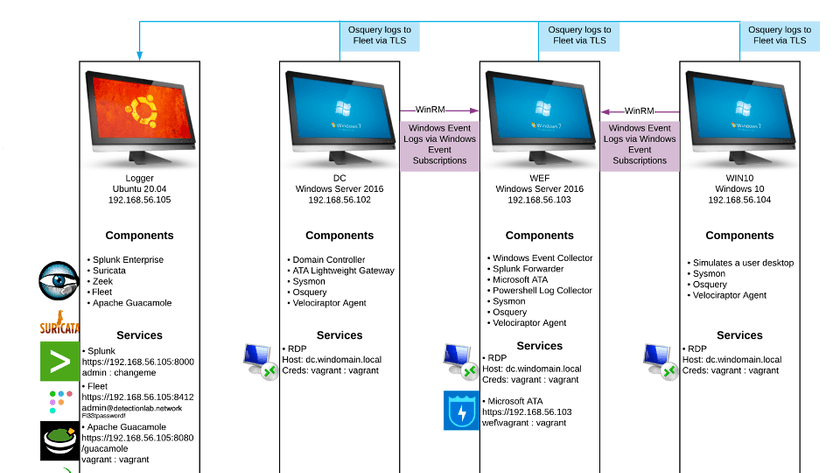 Osquery logs to
Fleet via TLS
Osquery logs to
Fleet via TLS
Osquery logs to
Fleet via TLS
WinRM
Windows Event
Logs via Windows
Event
Subscriptions
WinRM
Windows Event
Logs via Windows
Event
Subscriptions
Windows 7
Windows 7
Windows 7
Logger
Ubuntu 20.04
192.168.56.105
Components
• Splunk Enterprise
• Suricata
• Zeek
• Fleet
• Apache Guacamole
SURICATA
Services
• Splunk
https://192.168.56.105:8000
admin : changeme
• Fleet
https://192.168.56.105:8412
admin@detectionlab.network
Fl33tpassword!
• Apache Guacamole
https://192.168.56.105:8080
/guacamole
vagrant : vagrant
DC
Windows Server 2016
192.168.56.102
Components
• Domain Controller
• ATA Lightweight Gateway
• Sysmon
• Osquery
• Velociraptor Agent
Services
• RDP
Host: dc.windomain.local
Creds: vagrant : vagrant
WEF
Windows Server 2016
192.168.56.103
Components
• Windows Event Collector
• Splunk Forwarder
• Microsoft ATA
• Powershell Log Collector
• Sysmon
• Osquery
• Velociraptor Agent
Services
• RDP
Host: dc.windomain.local
Creds: vagrant : vagrant
• Microsoft ATA
https://192.168.56.103
wef\vagrant : vagrant
WIN10
Windows 10
192.168.56.104
Components
• Simulates a user desktop
• Sysmon
• Osquery
• Velociraptor Agent
Services
• RDP
Host: dc.windomain.local
Creds: vagrant : vagrant